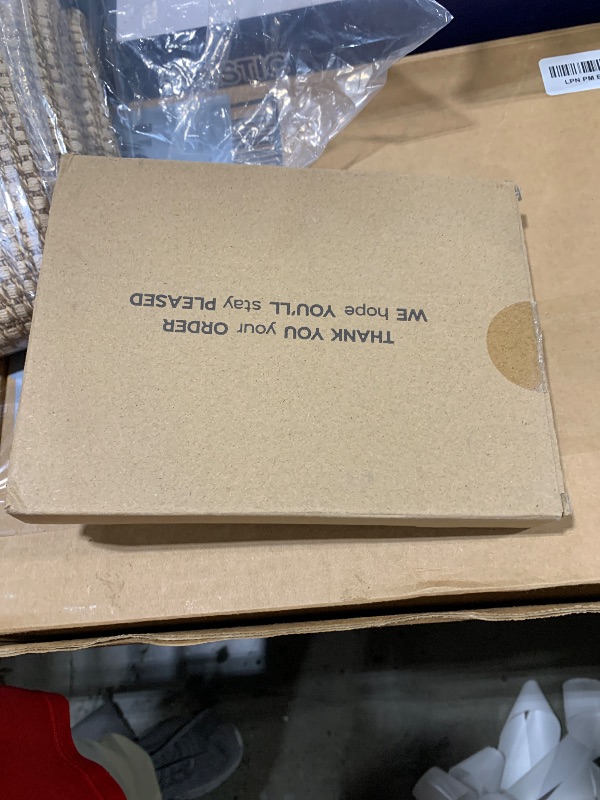 THANK YOU your ORDER
WE hope YOU'LL stay PLEASED
LPN PM